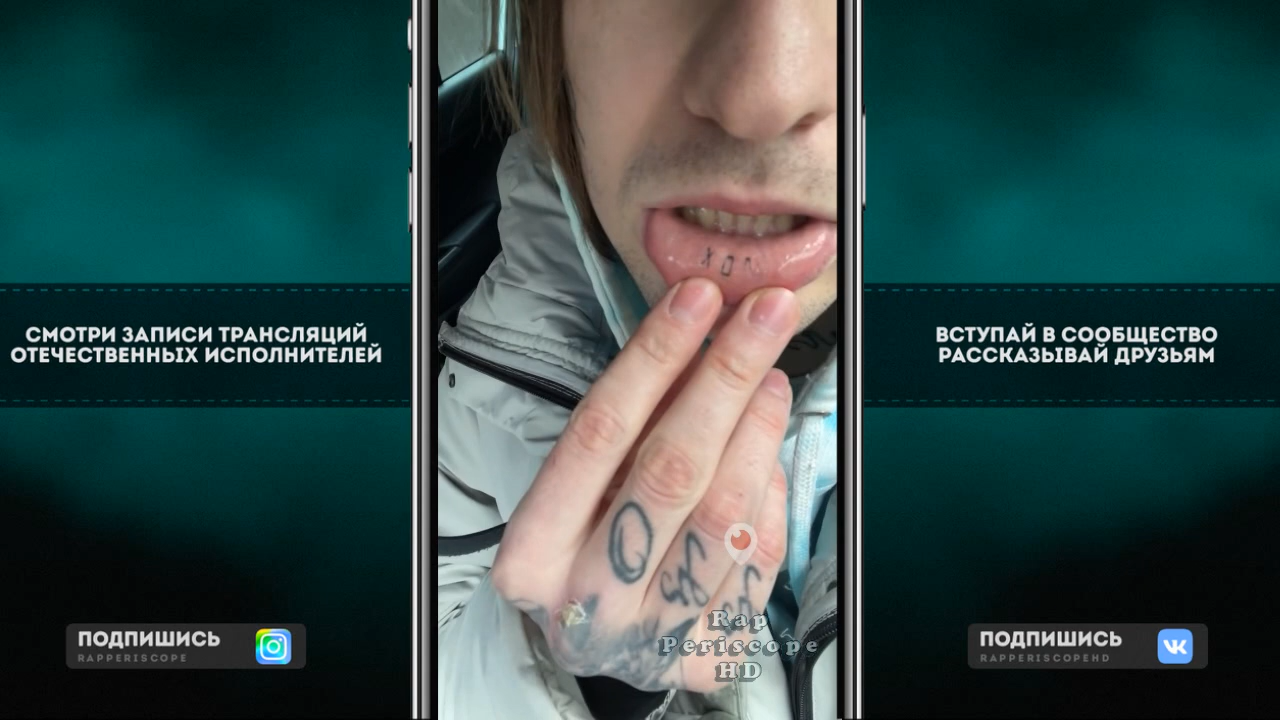 СМОТРИ ЗАПИСИ ТРАНСЛЯЦИЙ
ОТЕЧЕСТВЕННЫХ ИСПОЛНИТЕЛЕЙ
ПОДПИШИСЬ
RAPPERISCOPE
Rap
Periscope
HD
ВСТУПАЙ В СООБЩЕСТВО
РАССКАЗЫВАЙ ДРУЗЬЯМ
ПОДПИШИСЬ
RAPPERISCOPEHD